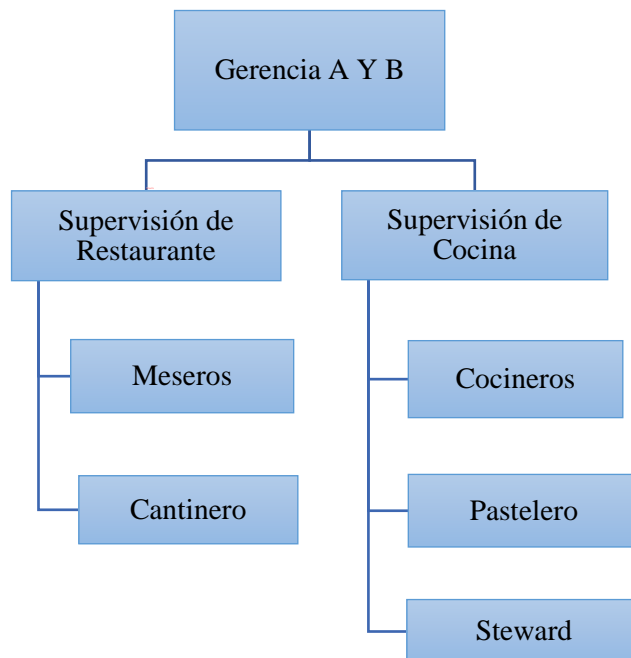 Gerencia A Y B
Supervisión de
Restaurante
Meseros
Cantinero
Supervisión de
Cocina
Cocineros
Pastelero
Steward